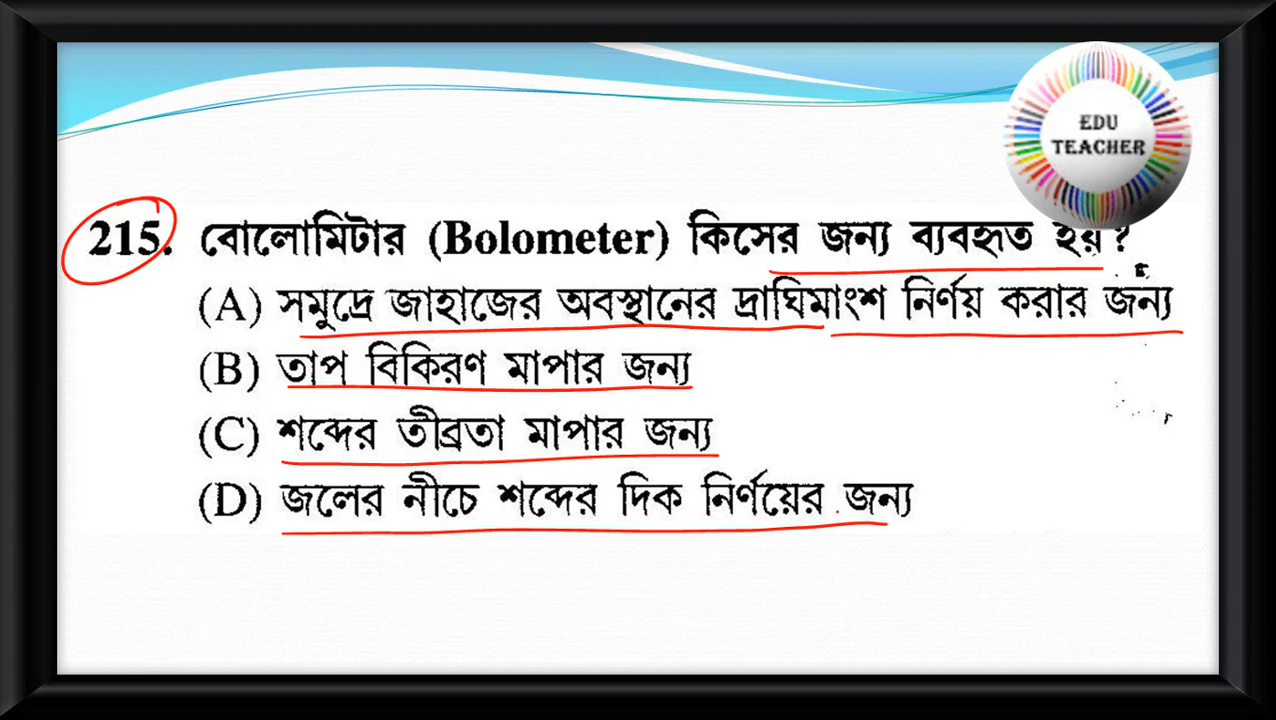 EDU
TEACHER
215. বোলোমিটার (Bolometer) কিসের জন্য ব্যবহৃত হয়?
(A) সমুদ্রে জাহাজের অবস্থানের দ্রাঘিমাংশ নির্ণয় করার জন্য
(B) তাপ বিকিরণ মাপার জন্য
(C) শব্দের তীব্রতা মাপার জন্য
(D) জলের নীচে শব্দের দিক নির্ণয়ের জন্য